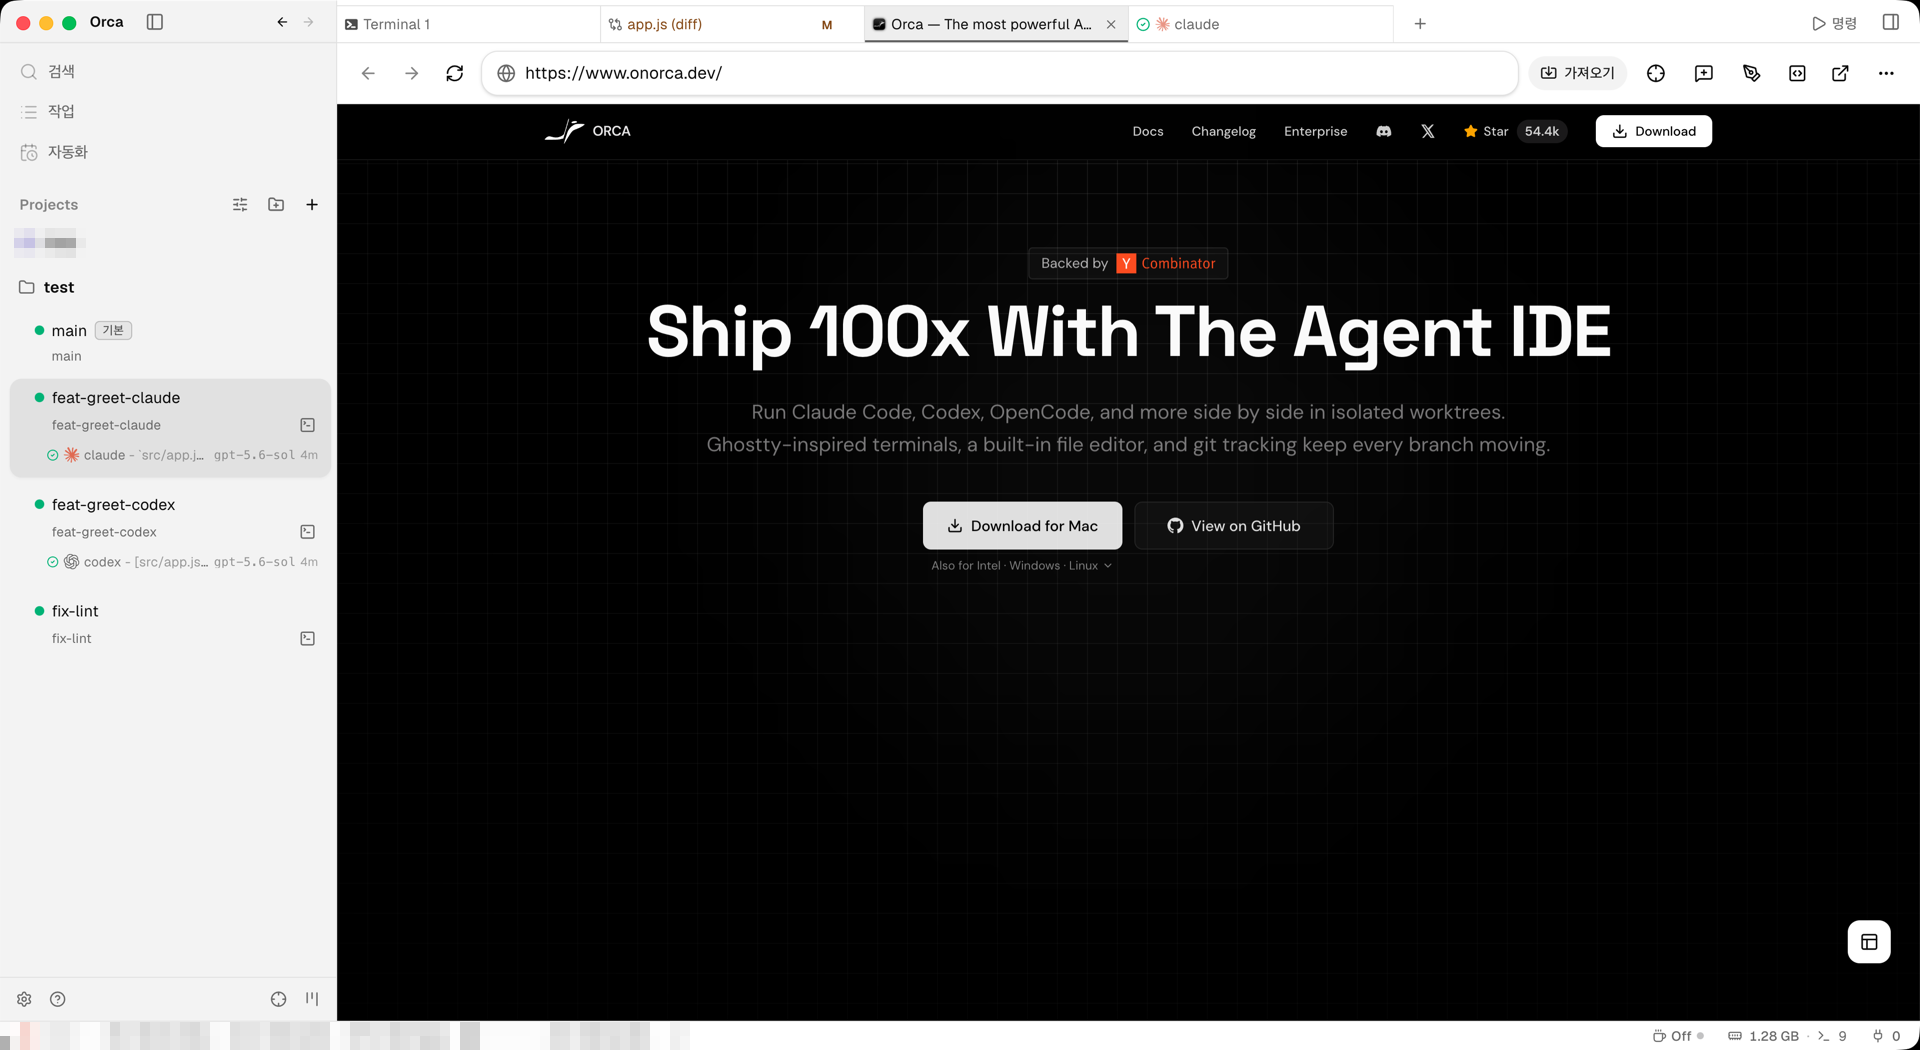 Orca
Terminal 1
app.js (diff)
M
Orca — The most powerful A...
claude
명령
검색
작업
자동화
Projects
test
main 기본
main
feat-greet-claude
feat-greet-claude
claude - `src/app.j... gpt-5.6-sol 4m
feat-greet-codex
feat-greet-codex
codex - [src/app.js... gpt-5.6-sol 4m
fix-lint
fix-lint
https://www.onorca.dev/
가져오기
ORCA
Docs
Changelog
Enterprise
Star 54.4k
Download
Backed by Y Combinator
Ship 100x With The Agent IDE
Run Claude Code, Codex, OpenCode, and more side by side in isolated worktrees.
Ghostty-inspired terminals, a built-in file editor, and git tracking keep every branch moving.
Download for Mac
View on GitHub
Also for Intel · Windows · Linux
Off
1.28 GB · 9
0